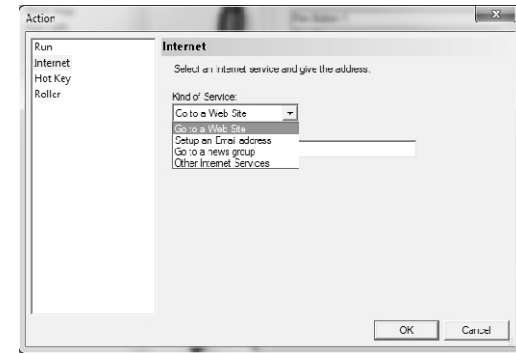 Action
Run
Internet
Hot Key
Roller
Internet
Select an internet service and give the address.
Kind of Service:
Go to a Web Site
Go to a Web Site
Setup an Email address
Go to a news group
Other Internet Services
OK
Cancel